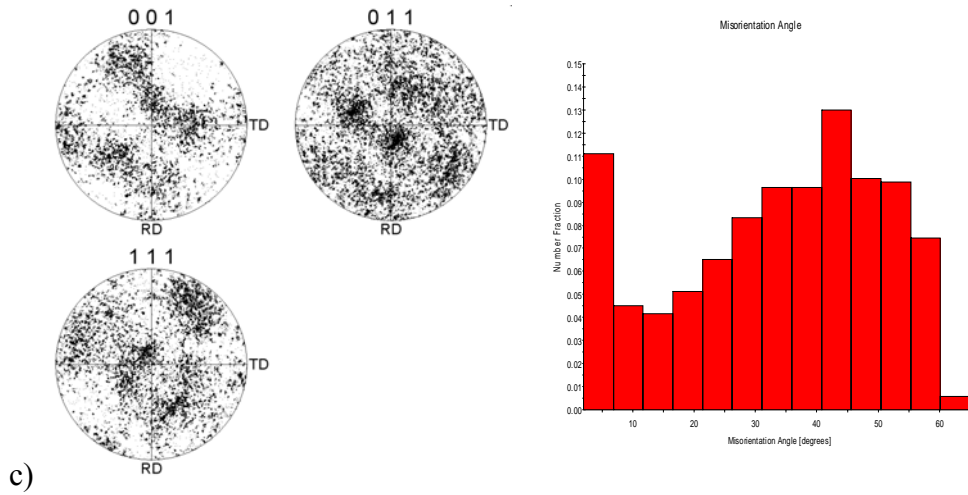 0 0 1
TD
RD
0 1 1
TD
RD
1 1 1
TD
RD
c)
Misorientation Angle
Number Fraction
0.15
0.14
0.13
0.12
0.11
0.10
0.09
0.08
0.07
0.06
0.05
0.04
0.03
0.02
0.01
0.00
10 20 30 40 50 60
Misorientation Angle [degrees]